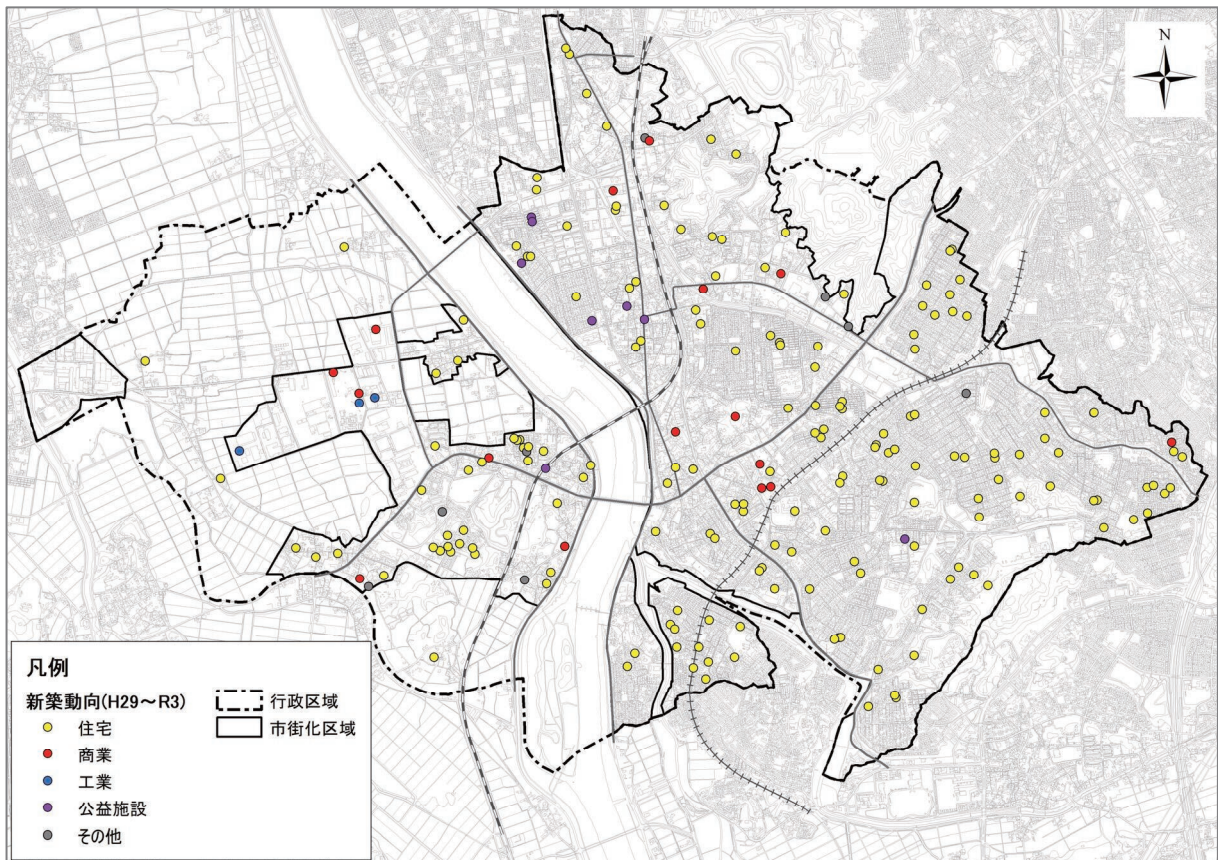 N
凡例
新築動向(H29～R3)
住宅
商業
工業
公益施設
その他
行政区域
市街化区域